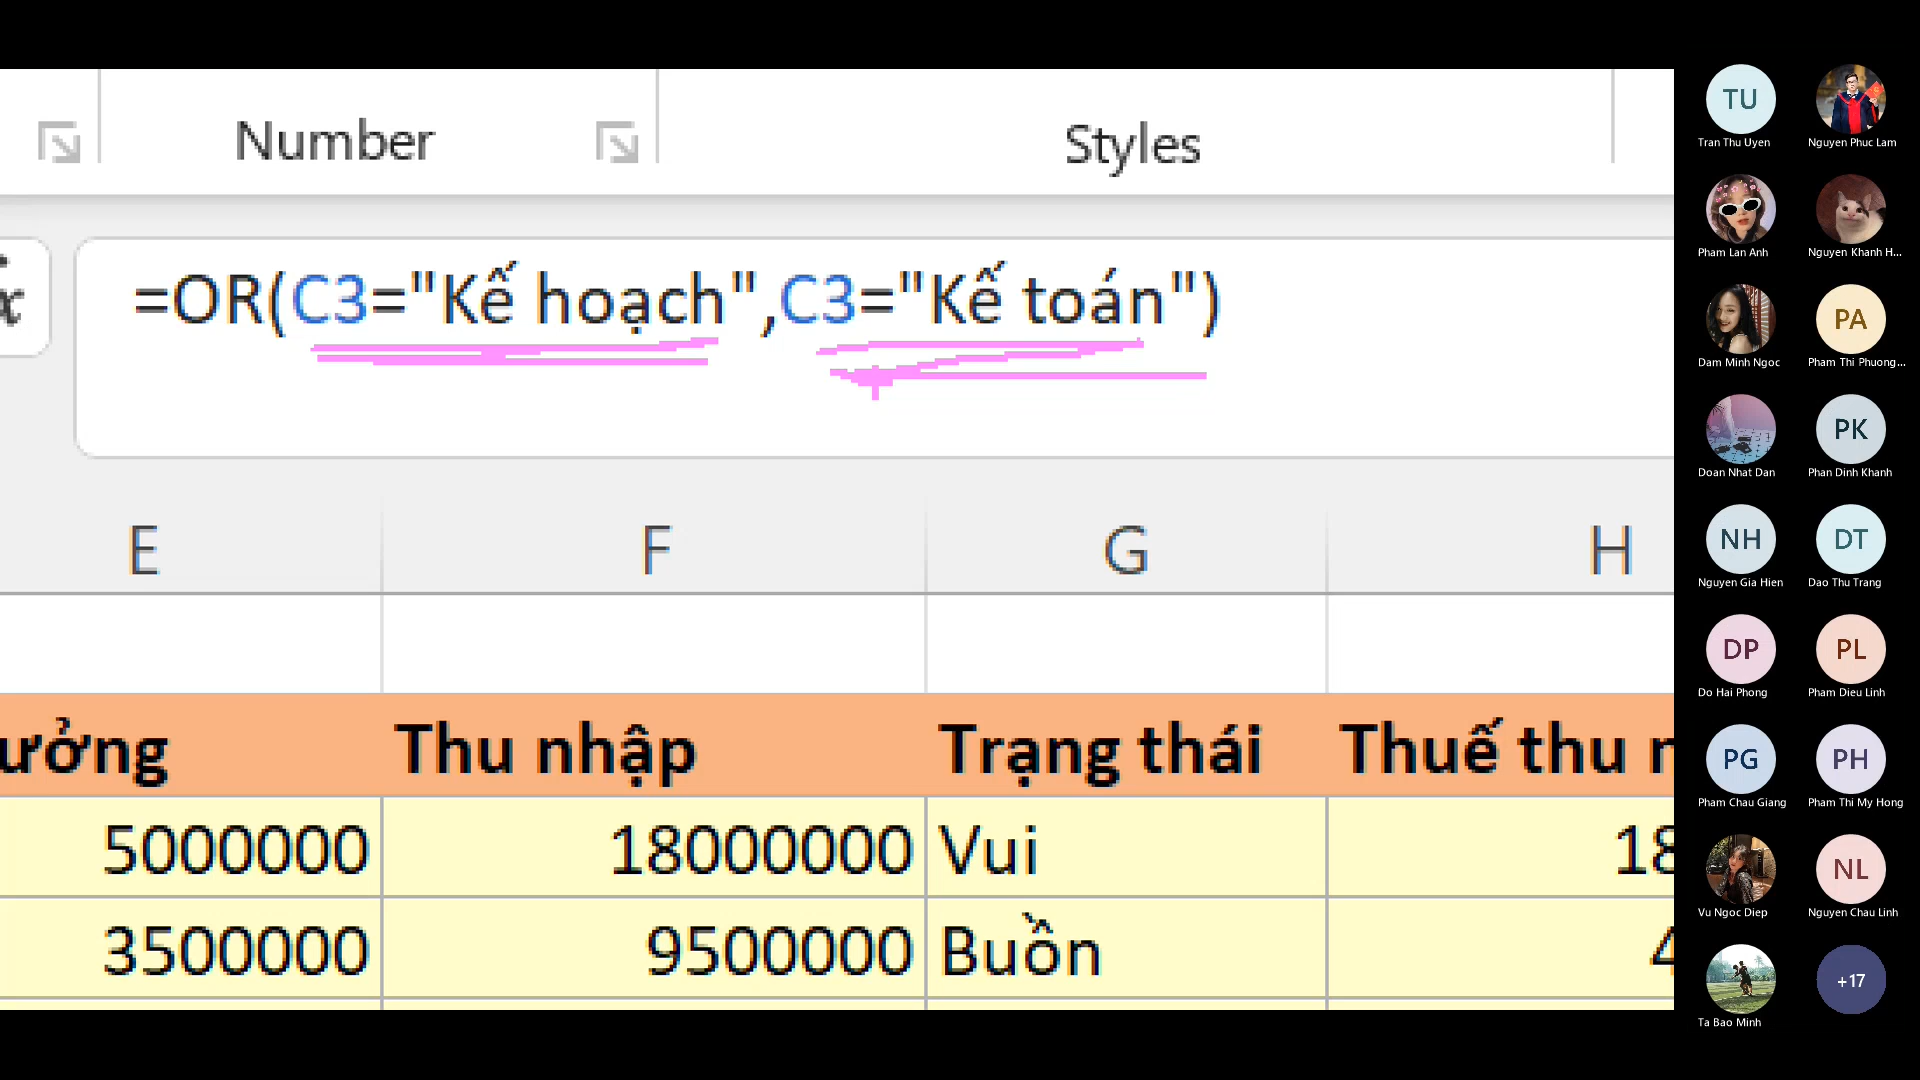 Number
Styles
=OR(C3="Kế hoạch",C3="Kế toán")
E F G H
ưởng Thu nhập Trạng thái Thuế thu n
5000000 18000000 Vui 18
3500000 9500000 Buồn 4
TU
Tran Thu Uyen
Nguyen Phuc Lam
Pham Lan Anh
Nguyen Khanh H...
Dam Minh Ngoc
PA
Pham Thi Phuong...
Doan Nhat Dan
PK
Phan Dinh Khanh
NH
Nguyen Gia Hien
DT
Dao Thu Trang
DP
Do Hai Phong
PL
Pham Dieu Linh
PG
Pham Chau Giang
PH
Pham Thi My Hong
Vu Ngoc Diep
NL
Nguyen Chau Linh
Ta Bao Minh
+17